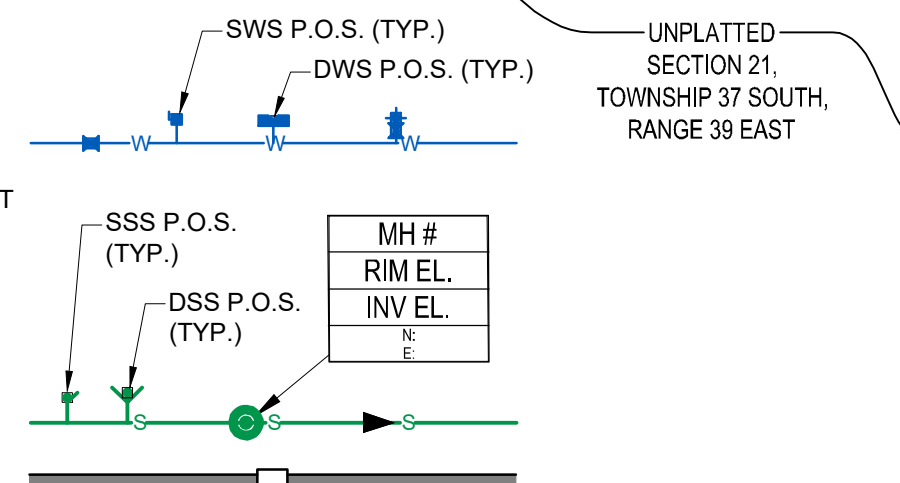 SWS P.O.S. (TYP.)
DWS P.O.S. (TYP.)
W W W
UNPLATTED
SECTION 21,
TOWNSHIP 37 SOUTH,
RANGE 39 EAST
T
SSS P.O.S.
(TYP.)
DSS P.O.S.
(TYP.)
MH #
RIM EL.
INV EL.
N:
E:
S S S